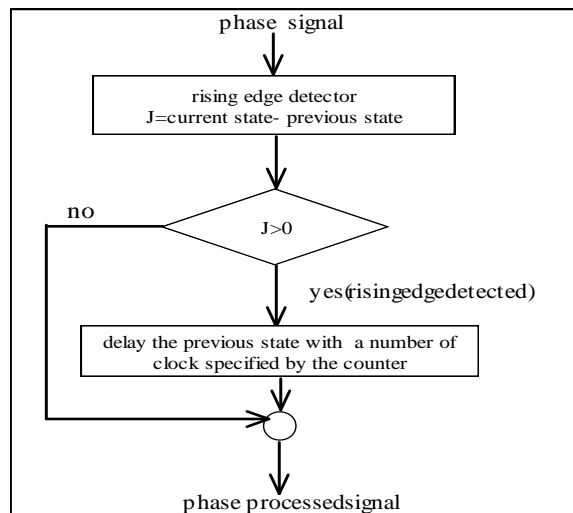 phase signal
rising edge detector
J=current state- previous state
no
J>0
yes(risingedgedetected)
delay the previous state with a number of
clock specified by the counter
phase processedsignal